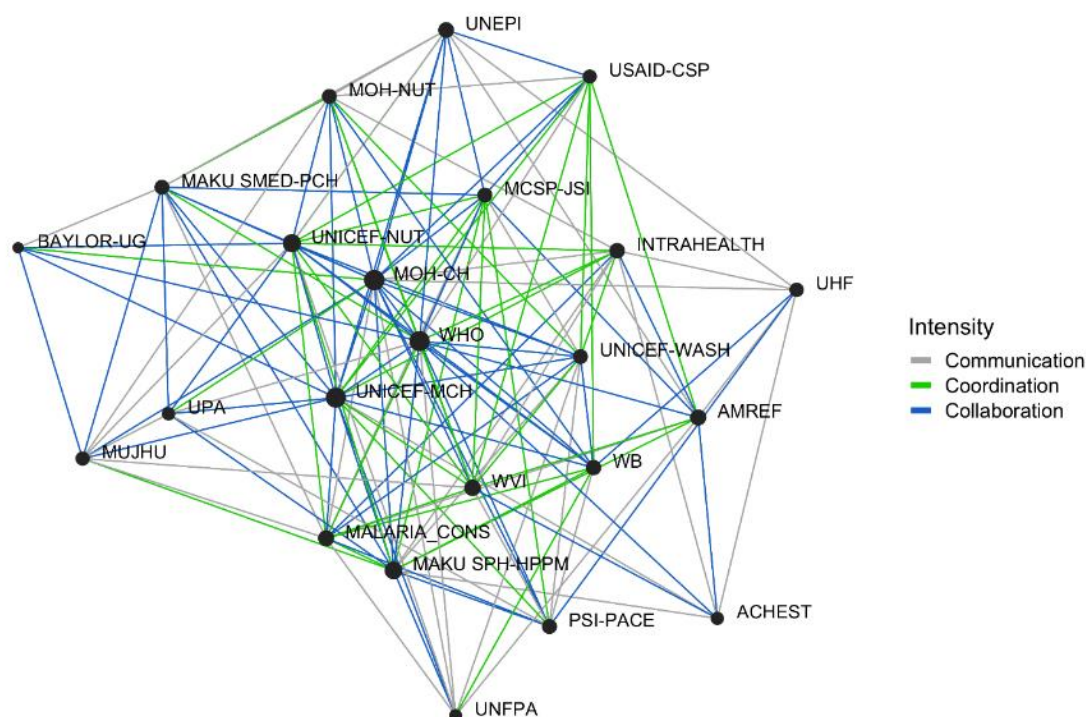 UNEPI
USAID-CSP
MOH-NUT
MAKU SMED-PCH
MCSP-JSI
BAYLOR-UG
UNICEF-NUT
INTRAHEALTH
MOH-CH
UHF
WHO
UNICEF-WASH
UNICEF-MCH
UPA
AMREF
MUJHU
WB
WVI
MALARIA_CONS
MAKU SPH-HPPM
PSI-PACE
ACHEST
UNFPA
Intensity
Communication
Coordination
Collaboration